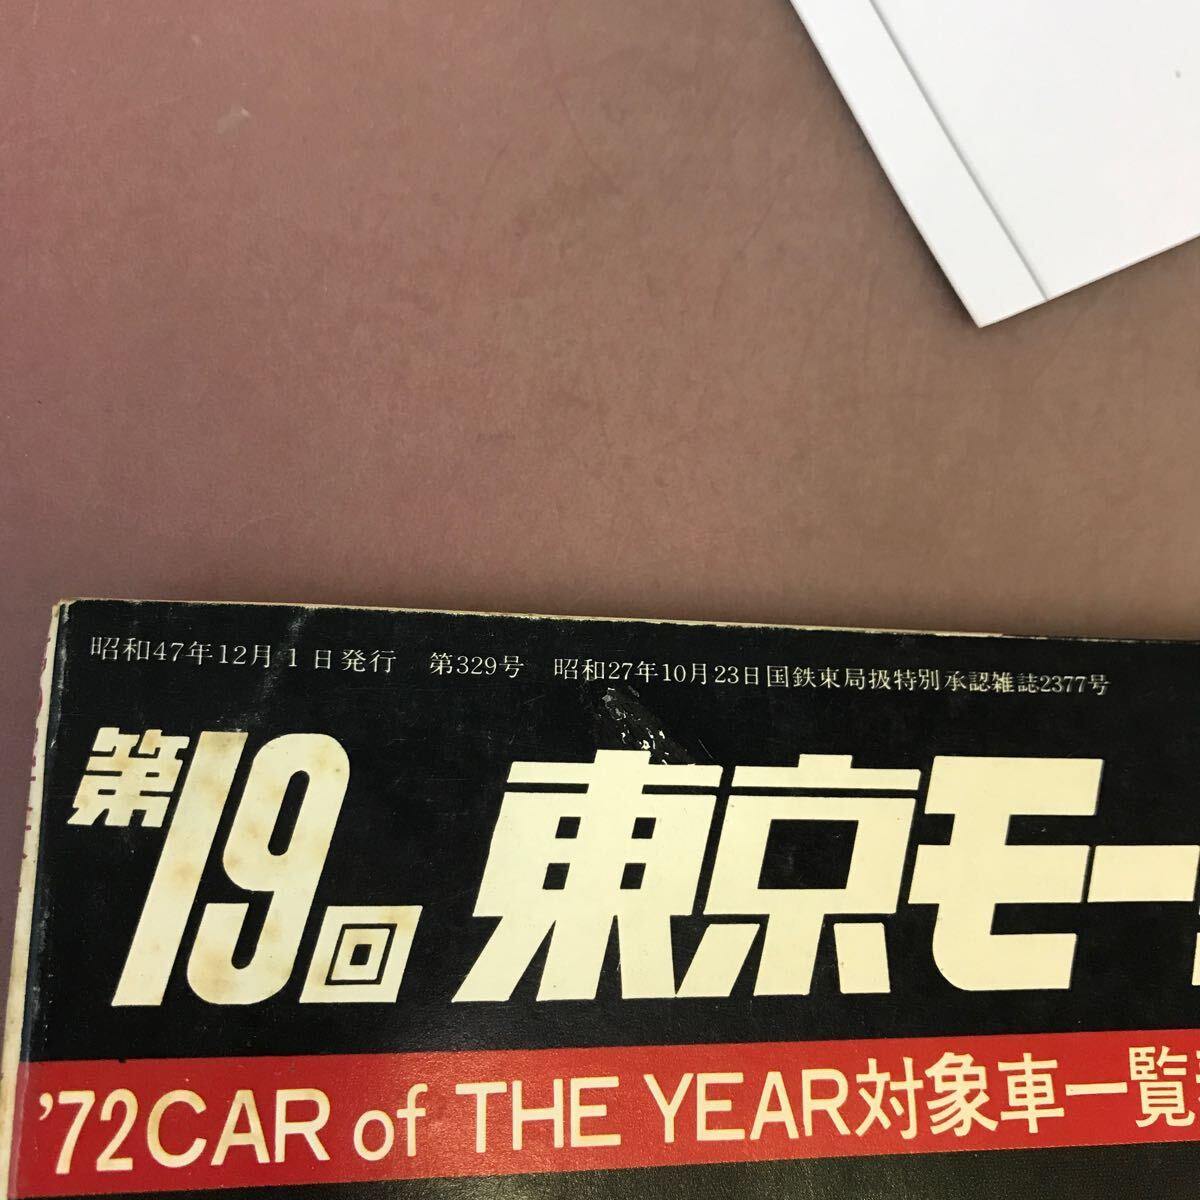 昭和47年12月1日発行 第329号 昭和27年10月23日国鉄東局扱特別承認雑誌2377号
第19回 東京モー
'72CAR of THE YEAR対象車一覧